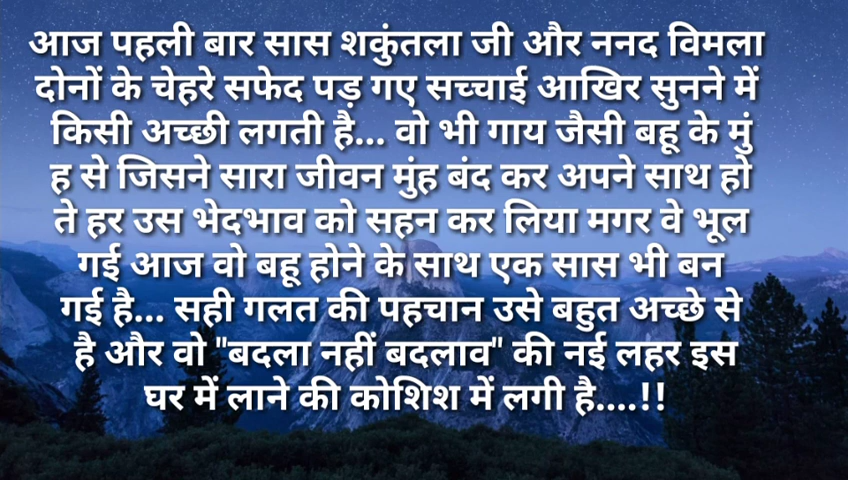 आज पहली बार सास शकुंतला जी और ननद विमला
दोनों के चेहरे सफेद पड़ गए सच्चाई आखिर सुनने में
किसी अच्छी लगती है... वो भी गाय जैसी बहू के मुं
ह से जिसने सारा जीवन मुंह बंद कर अपने साथ हो
ते हर उस भेदभाव को सहन कर लिया मगर वे भूल
गई आज वो बहू होने के साथ एक सास भी बन
गई है... सही गलत की पहचान उसे बहुत अच्छे से
है और वो "बदला नहीं बदलाव" की नई लहर इस
घर में लाने की कोशिश में लगी है....!!